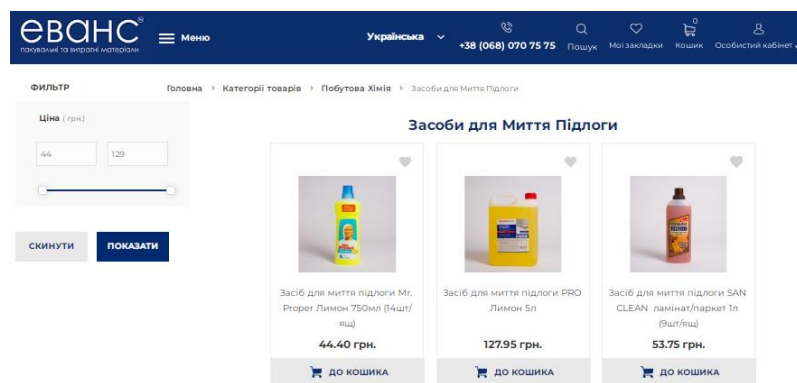 еванс®
пакувальні та витратні матеріали
Меню
Українська
+38 (068) 070 75 75
Пошук
Мої закладки
0
Кошик
Особистий кабінет
ФИЛЬТР
Головна > Категорії товарів > Побутова Хімія > Засоби для Миття Підлоги
Ціна (грн.)
44
129
СКИНУТИ
ПОКАЗАТИ
Засоби для Миття Підлоги
Засіб для миття підлоги Mr.
Proper Лимон 750мл (14шт/
ящ)
44.40 грн.
ДО КОШИКА
Засіб для миття підлоги PRO
Лимон 5л
127.95 грн.
ДО КОШИКА
Засіб для миття підлоги SAN
CLEAN ламінат/паркет 1л
(9шт/ящ)
53.75 грн.
ДО КОШИКА